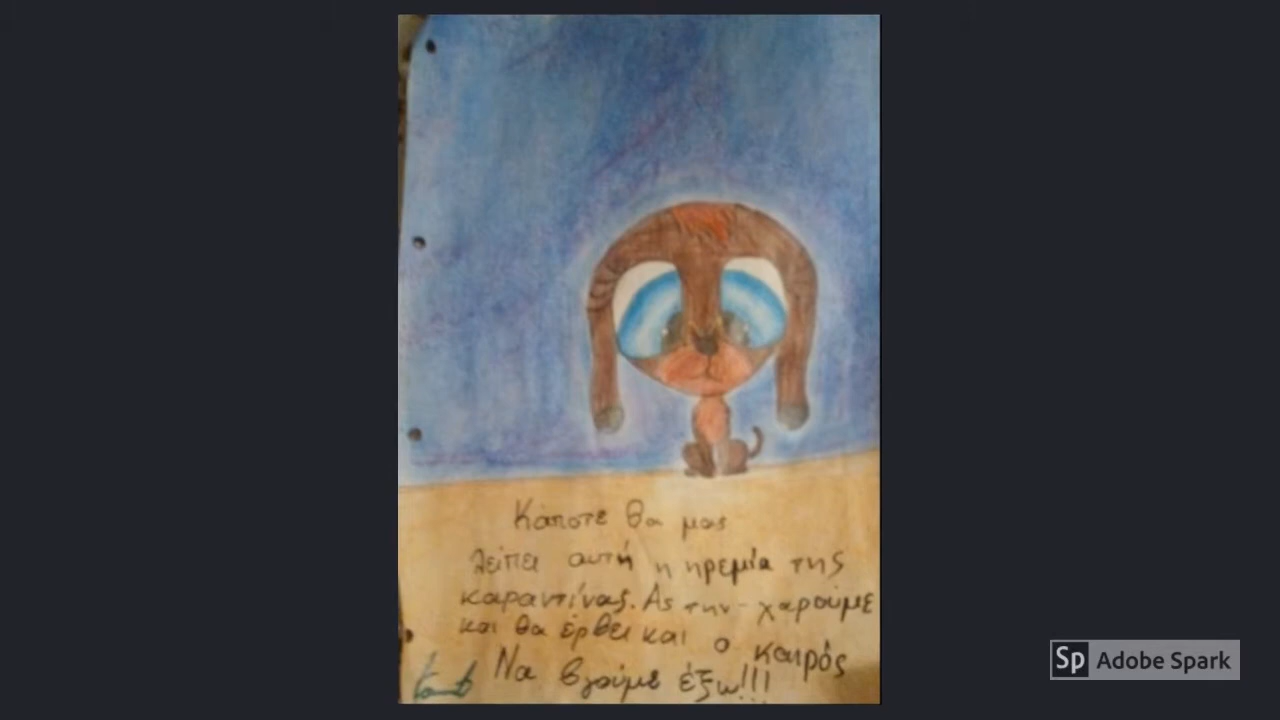 Κάποτε θα μας
λείπει αυτή η ηρεμία της
καραντίνας. Ας την - χαρούμε
και θα έρθει και ο καιρός
Να βγούμε έξω!!!
Sp Adobe Spark